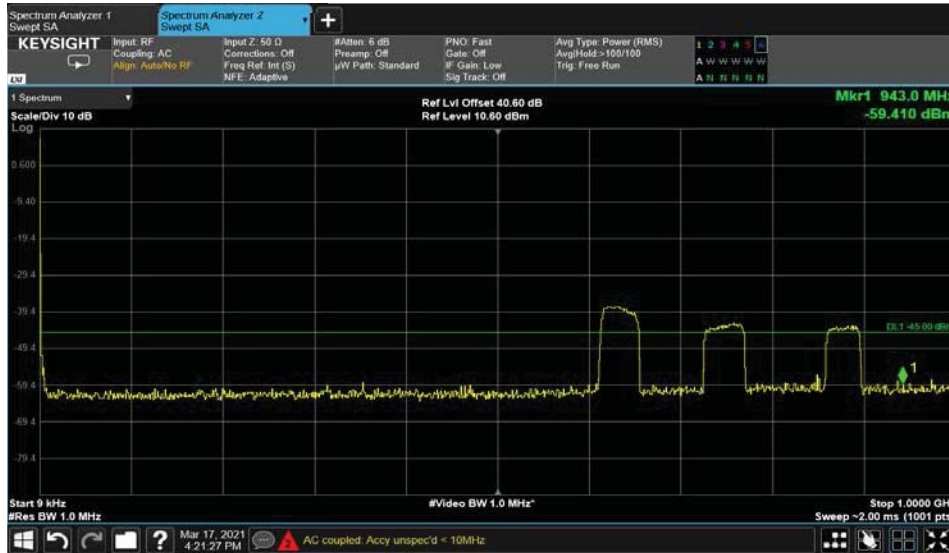 Spectrum Analyzer 1
Swept SA
Spectrum Analyzer 2
Swept SA
+
KEYSIGHT
LXI
Input: RF
Coupling: AC
Align: Auto/No RF
Input Z: 50 Ω
Corrections: Off
Freq Ref: Int (S)
NFE: Adaptive
#Atten: 6 dB
Preamp: Off
µW Path: Standard
PNO: Fast
Gate: Off
IF Gain: Low
Sig Track: Off
Avg Type: Power (RMS)
Avg|Hold:>100/100
Trig: Free Run
1 2 3 4 5 6
A W W W W W
A N N N N N
1 Spectrum
Scale/Div 10 dB
Log
Ref Lvl Offset 40.60 dB
Ref Level 10.60 dBm
Mkr1 943.0 MHz
-59.410 dBm
0.600
-9.40
-19.4
-29.4
-39.4
DL1 -45.00 dBm
-49.4
-59.4
1
-69.4
-79.4
Start 9 kHz
#Res BW 1.0 MHz
#Video BW 1.0 MHz*
Stop 1.0000 GH
Sweep ~2.00 ms (1001 pts
?
Mar 17, 2021
4:21:27 PM
AC coupled: Accy unspec'd < 10MHz